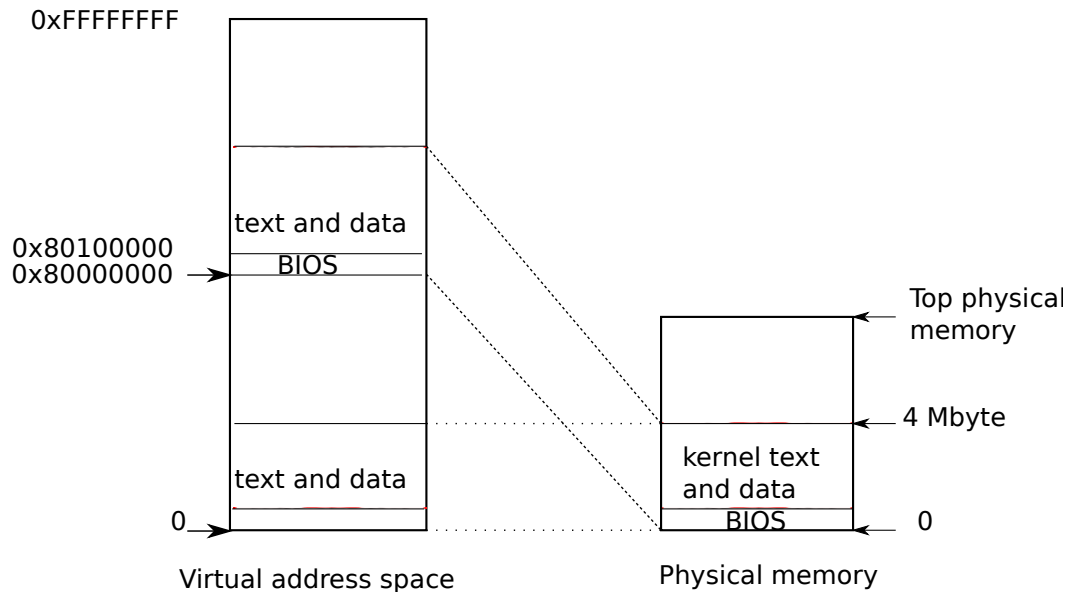 0xFFFFFFFF
text and data
0x80100000
BIOS
0x80000000
Top physical
memory
4 Mbyte
kernel text
and data
text and data
BIOS
0
0
Virtual address space
Physical memory